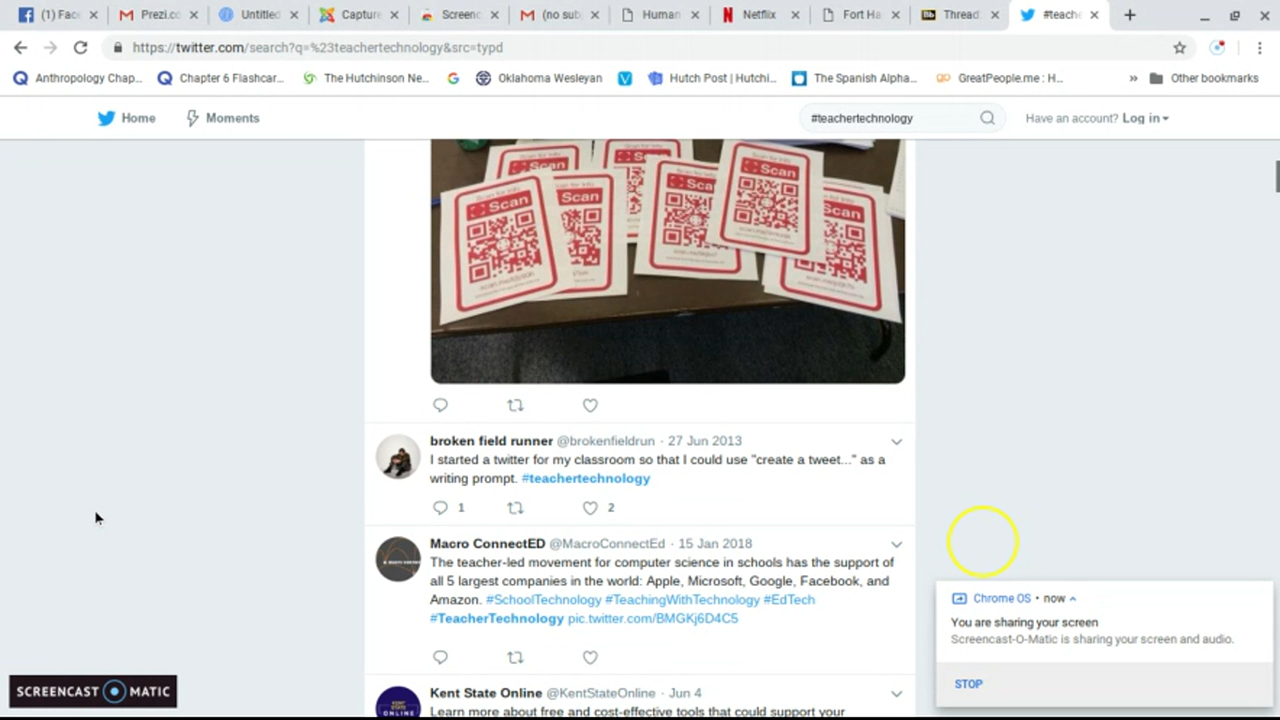 (1) Face
Prezi.co
Untitled
Capture
Screenc
(no sub
Human
Netflix
Fort Ha
Thread:
#teache
https://twitter.com/search?q=%23teachertechnology&src=typd
Anthropology Chap...
Chapter 6 Flashcar...
The Hutchinson Ne...
Oklahoma Wesleyan
Hutch Post | Hutchi...
The Spanish Alpha...
GreatPeople.me : H...
» Other bookmarks
Home
Moments
#teachertechnology
Have an account? Log in
Scan for Info
Scan
Scan
Scan
Scan
broken field runner @brokenfieldrun · 27 Jun 2013
I started a twitter for my classroom so that I could use "create a tweet..." as a
writing prompt. #teachertechnology
1 2
Macro ConnectED @MacroConnectEd · 15 Jan 2018
The teacher-led movement for computer science in schools has the support of
all 5 largest companies in the world: Apple, Microsoft, Google, Facebook, and
Amazon. #SchoolTechnology #TeachingWithTechnology #EdTech
#TeacherTechnology pic.twitter.com/BMGKj6D4C5
Kent State Online @KentStateOnline · Jun 4
Learn more about free and cost-effective tools that could support your
Chrome OS • now
You are sharing your screen
Screencast-O-Matic is sharing your screen and audio.
STOP
SCREENCAST MATIC